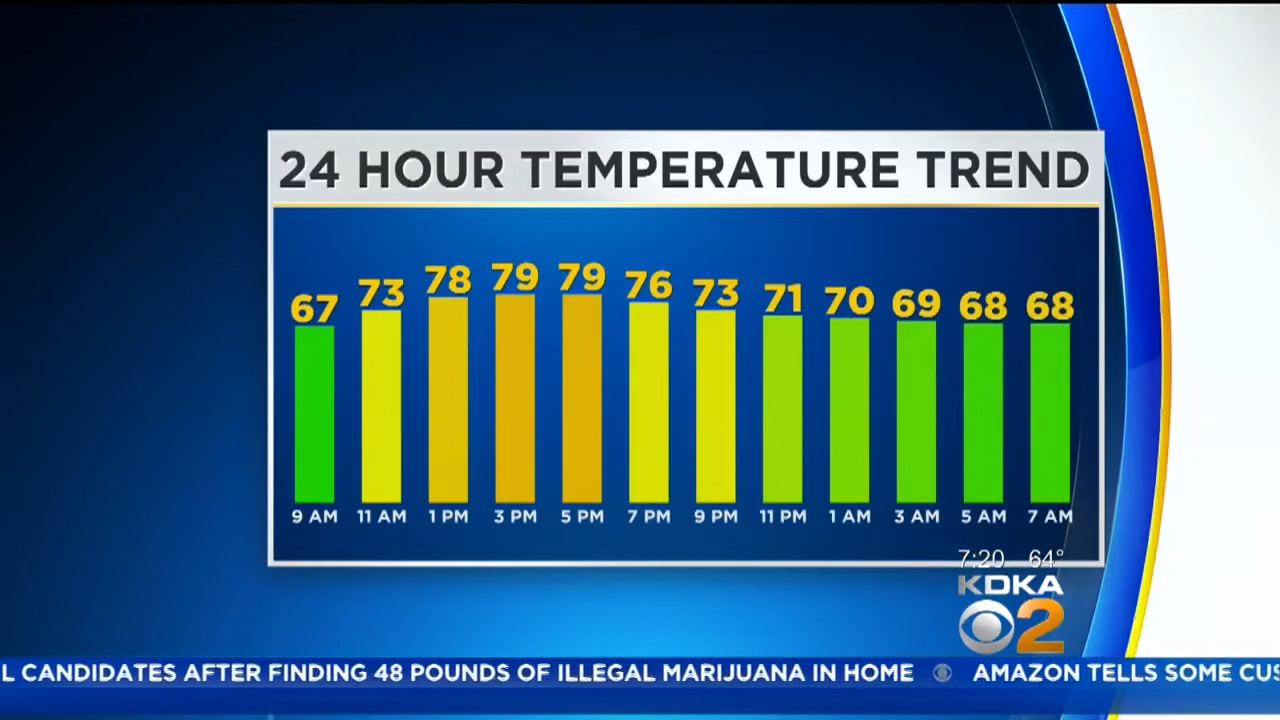 24 HOUR TEMPERATURE TREND
67 73 78 79 79 76 73 71 70 69 68 68
9 AM 11 AM 1 PM 3 PM 5 PM 7 PM 9 PM 11 PM 1 AM 3 AM 5 AM 7 AM
7:20 64°
KDKA
2
L CANDIDATES AFTER FINDING 48 POUNDS OF ILLEGAL MARIJUANA IN HOME AMAZON TELLS SOME CUS